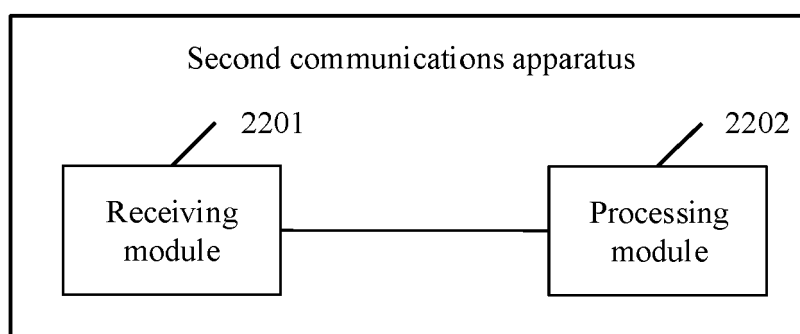 Second communications apparatus
2201
2202
Receiving
module
Processing
module